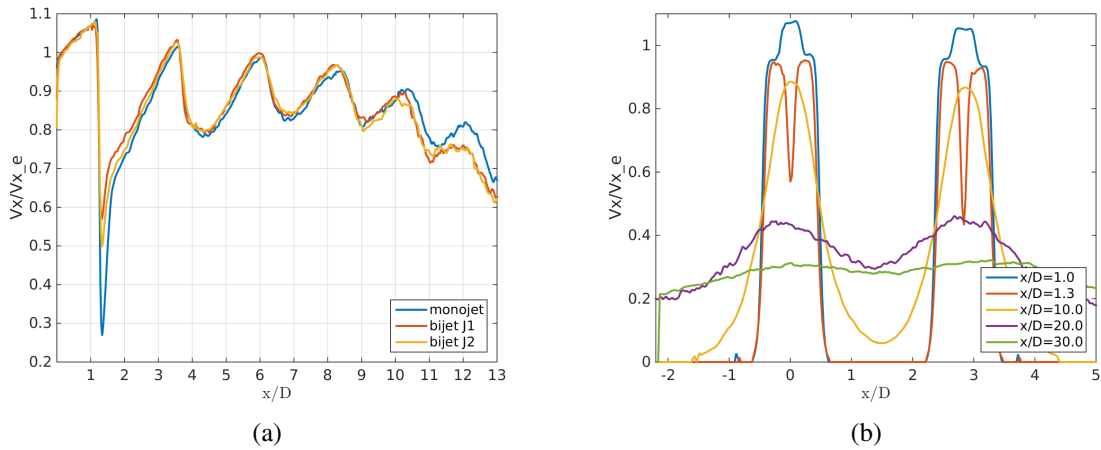 1.1
1
0.9
0.8
0.7
0.6
0.5
0.4
0.3
0.2
Vx/Vx_e
1 2 3 4 5 6 7 8 9 10 11 12 13
x/D
monojet
bijet J1
bijet J2
(a)
1
0.8
0.6
0.4
0.2
0
Vx/Vx_e
-2 -1 0 1 2 3 4 5
x/D
x/D=1.0
x/D=1.3
x/D=10.0
x/D=20.0
x/D=30.0
(b)